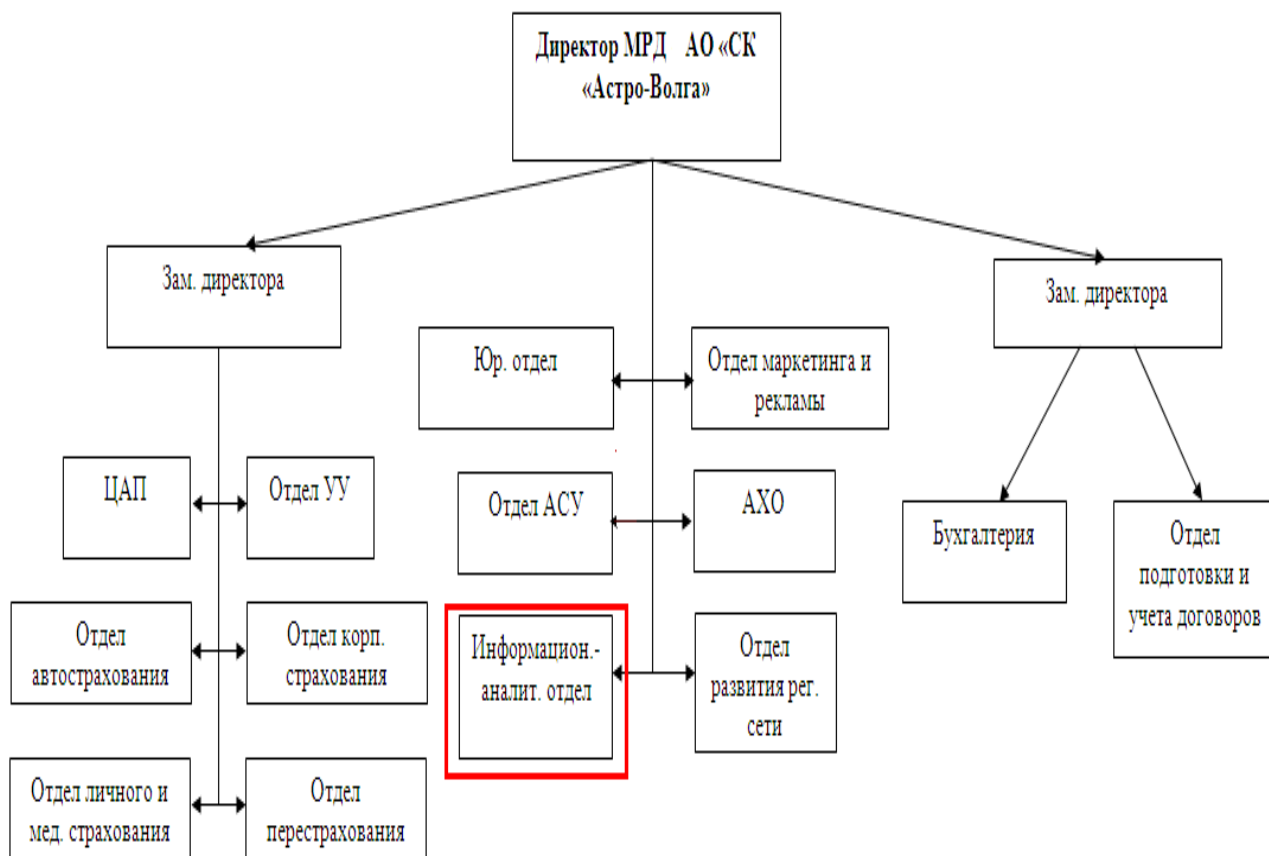 Директор МРД АО «СК
«Астро-Волга»
Зам. директора
Зам. директора
Юр. отдел
Отдел маркетинга и
рекламы
ЦАП
Отдел УУ
Отдел АСУ
АХО
Бухгалтерия
Отдел
подготовки и
учета договоров
Отдел
автострахования
Отдел корп.
страхования
Информацион.-
аналит. отдел
Отдел
развития рег.
сети
Отдел личного и
мед. страхования
Отдел
перестрахования